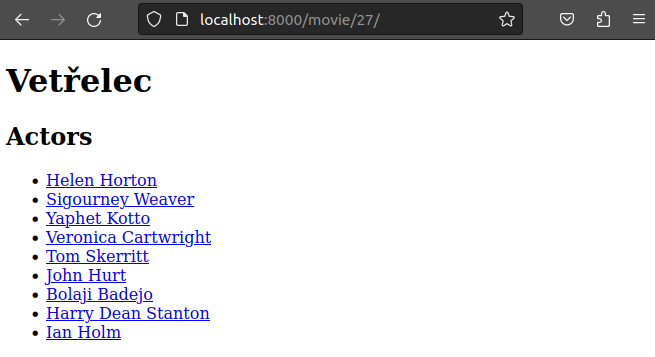 localhost:8000/movie/27/
Vetřelec
Actors
Helen Horton
Sigourney Weaver
Yaphet Kotto
Veronica Cartwright
Tom Skerritt
John Hurt
Bolaji Badejo
Harry Dean Stanton
Ian Holm